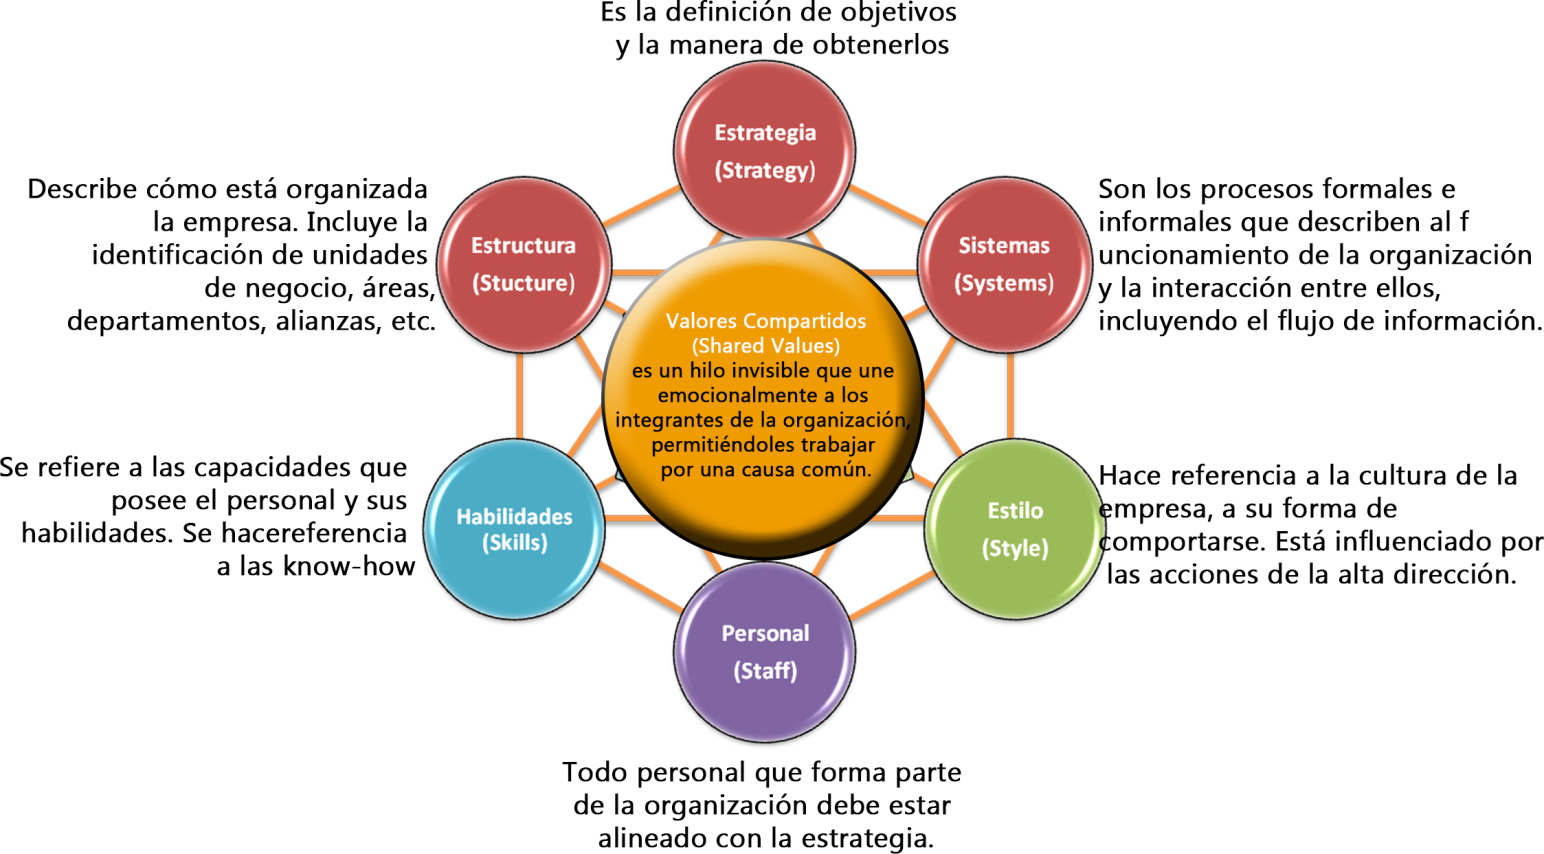 Es la definición de objetivos
y la manera de obtenerlos
Estrategia
(Strategy)
Describe cómo está organizada
la empresa. Incluye la
identificación de unidades
de negocio, áreas,
departamentos, alianzas, etc.
Estructura
(Stucture)
Sistemas
(Systems)
Son los procesos formales e
informales que describen al f
uncionamiento de la organización
y la interacción entre ellos,
incluyendo el flujo de información.
Valores Compartidos
(Shared Values)
es un hilo invisible que une
emocionalmente a los
integrantes de la organización,
permitiéndoles trabajar
por una causa común.
Se refiere a las capacidades que
posee el personal y sus
habilidades. Se hacereferencia
a las know-how
Habilidades
(Skills)
Estilo
(Style)
Hace referencia a la cultura de la
empresa, a su forma de
comportarse. Está influenciado por
las acciones de la alta dirección.
Personal
(Staff)
Todo personal que forma parte
de la organización debe estar
alineado con la estrategia.